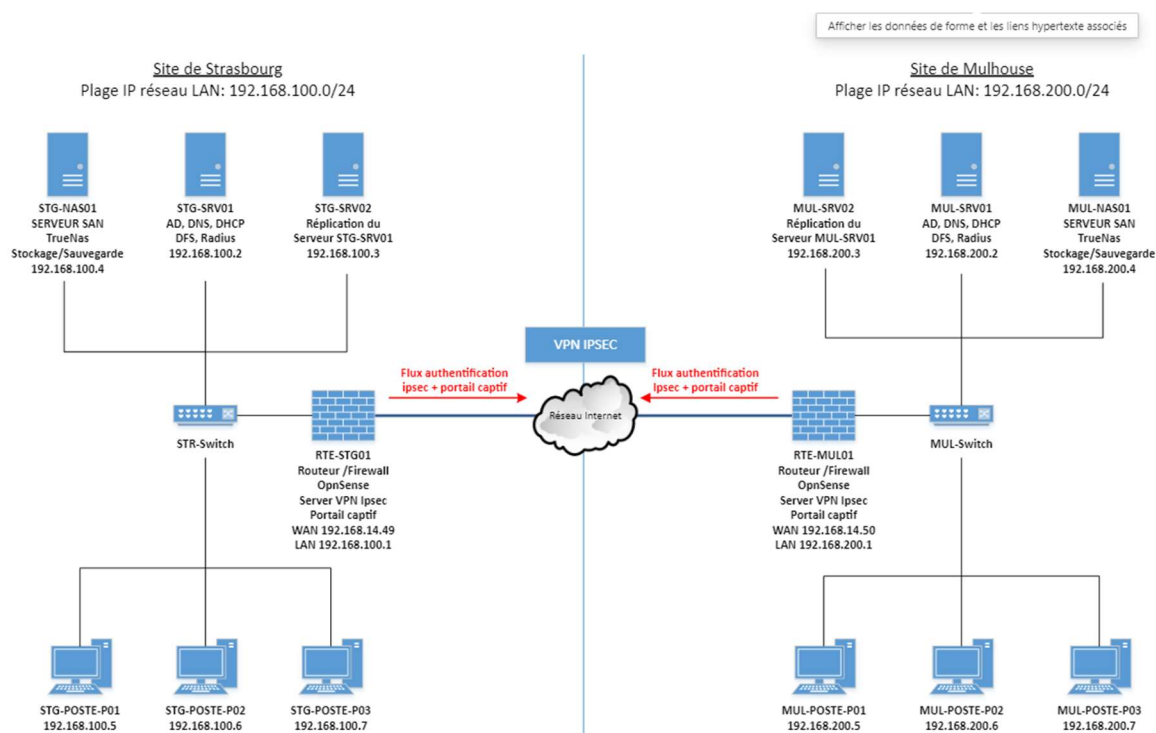 Afficher les données de forme et les liens hypertexte associés
Site de Strasbourg
Plage IP réseau LAN: 192.168.100.0/24
Site de Mulhouse
Plage IP réseau LAN: 192.168.200.0/24
STG-NAS01
SERVEUR SAN
TrueNas
Stockage/Sauvegarde
192.168.100.4
STG-SRV01
AD, DNS, DHCP
DFS, Radius
192.168.100.2
STG-SRV02
Réplication du
Serveur STG-SRV01
192.168.100.3
MUL-SRV02
Réplication du
Serveur MUL-SRV01
192.168.200.3
MUL-SRV01
AD, DNS, DHCP
DFS, Radius
192.168.200.2
MUL-NAS01
SERVEUR SAN
TrueNas
Stockage/Sauvegarde
192.168.200.4
VPN IPSEC
Flux authentification
ipsec + portail captif
Flux authentification
Ipsec + portail captif
Réseau Internet
STR-Switch
RTE-STG01
Routeur /Firewall
OpnSense
Server VPN Ipsec
Portail captif
WAN 192.168.14.49
LAN 192.168.100.1
RTE-MUL01
Routeur /Firewall
OpnSense
Server VPN Ipsec
Portail captif
WAN 192.168.14.50
LAN 192.168.200.1
MUL-Switch
STG-POSTE-P01
192.168.100.5
STG-POSTE-P02
192.168.100.6
STG-POSTE-P03
192.168.100.7
MUL-POSTE-P01
192.168.200.5
MUL-POSTE-P02
192.168.200.6
MUL-POSTE-P03
192.168.200.7